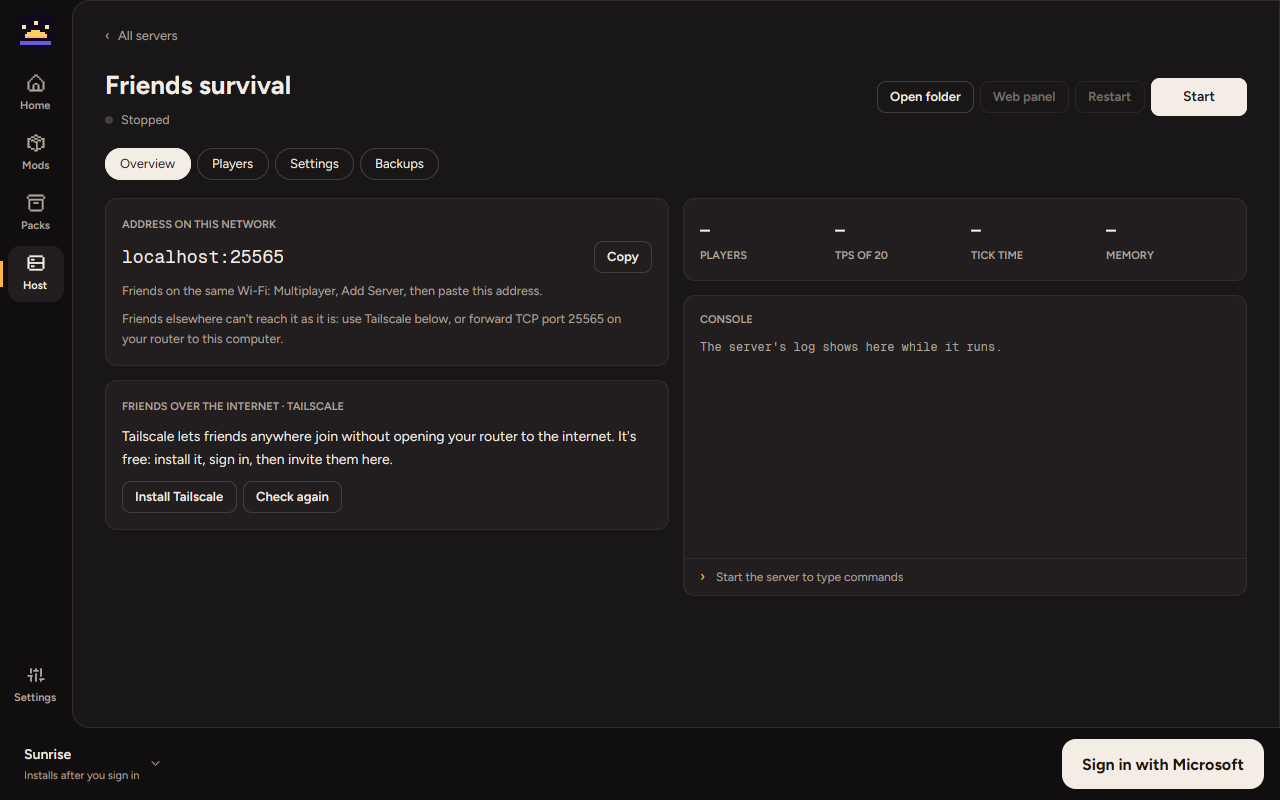 ‹ All servers
Friends survival
Stopped
Open folder
Web panel
Restart
Start
Home
Mods
Packs
Host
Overview
Players
Settings
Backups
ADDRESS ON THIS NETWORK
localhost:25565
Copy
Friends on the same Wi-Fi: Multiplayer, Add Server, then paste this address.
Friends elsewhere can't reach it as it is: use Tailscale below, or forward TCP port 25565 on
your router to this computer.
FRIENDS OVER THE INTERNET · TAILSCALE
Tailscale lets friends anywhere join without opening your router to the internet. It's
free: install it, sign in, then invite them here.
Install Tailscale
Check again
– – – –
PLAYERS
TPS OF 20
TICK TIME
MEMORY
CONSOLE
The server's log shows here while it runs.
› Start the server to type commands
Settings
Sunrise
Installs after you sign in
Sign in with Microsoft